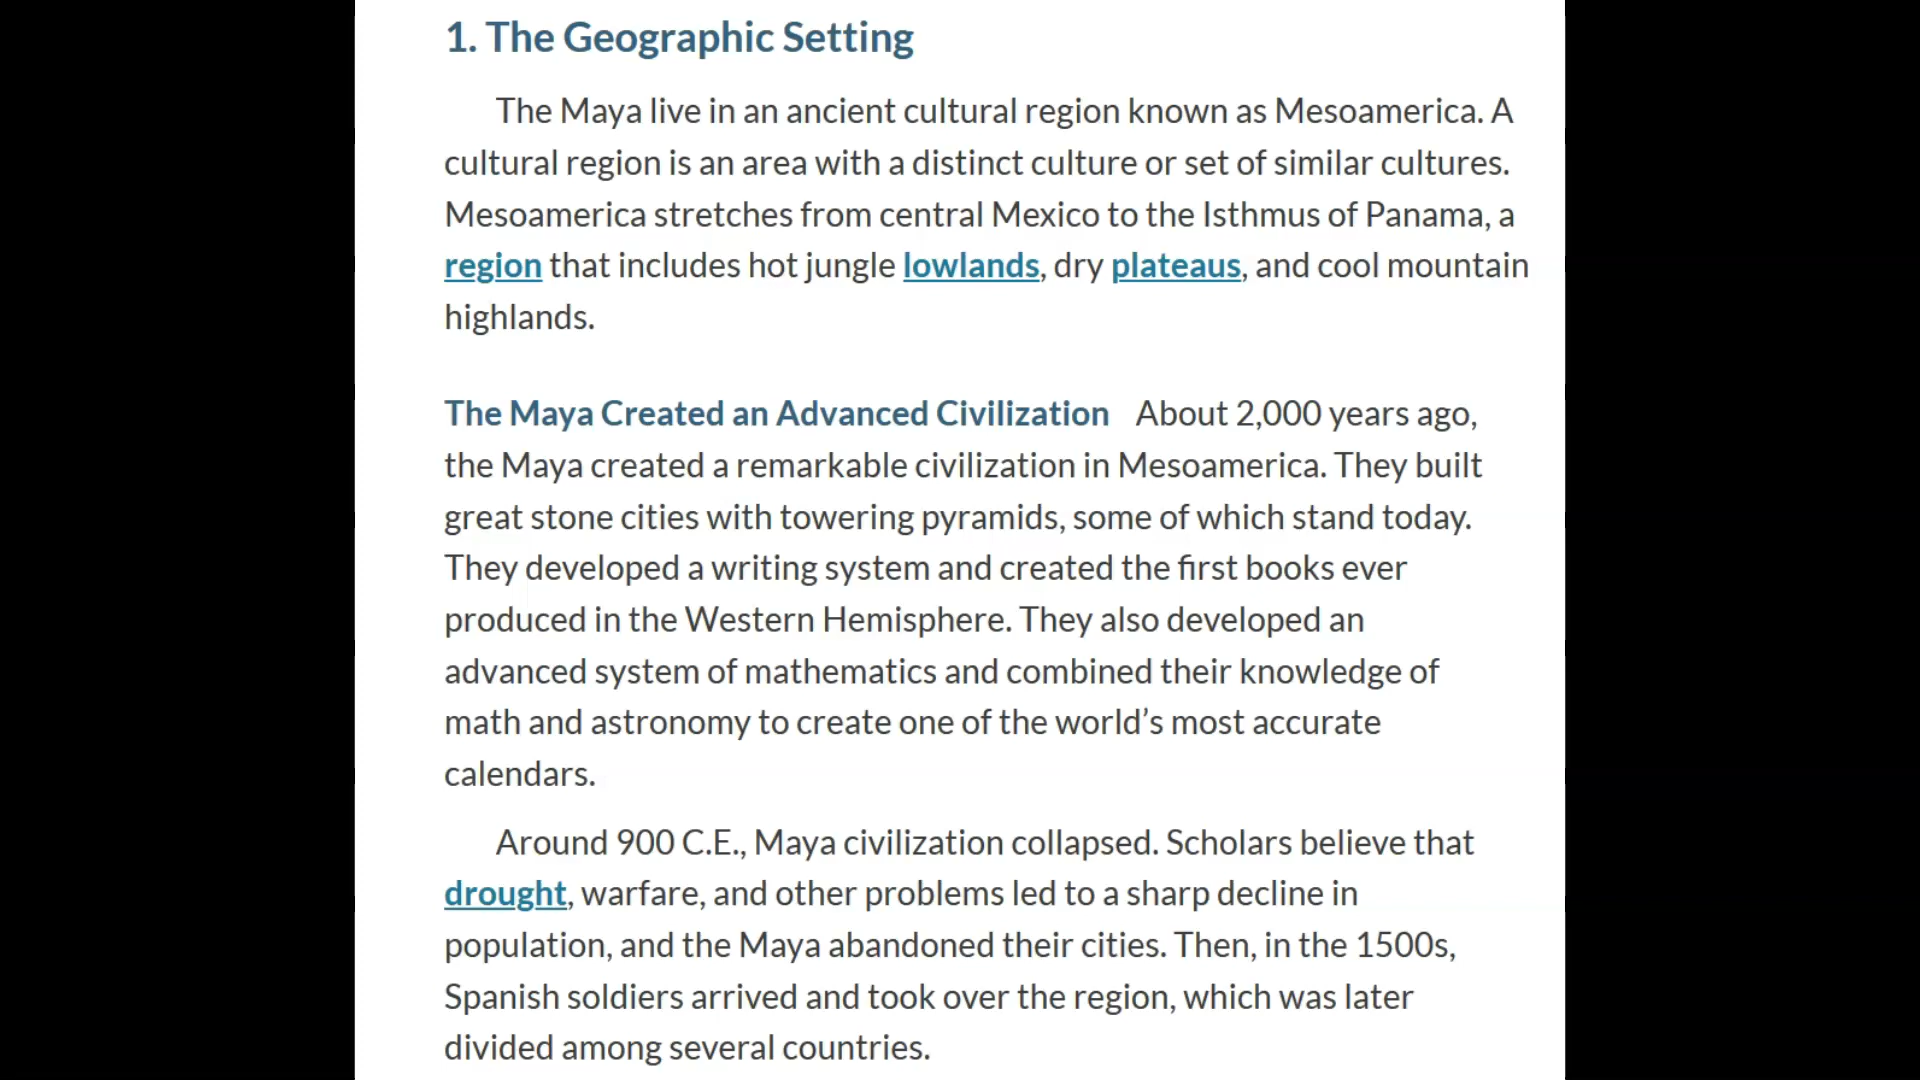 1. The Geographic Setting
The Maya live in an ancient cultural region known as Mesoamerica. A
cultural region is an area with a distinct culture or set of similar cultures.
Mesoamerica stretches from central Mexico to the Isthmus of Panama, a
region that includes hot jungle lowlands, dry plateaus, and cool mountain
highlands.
The Maya Created an Advanced Civilization About 2,000 years ago,
the Maya created a remarkable civilization in Mesoamerica. They built
great stone cities with towering pyramids, some of which stand today.
They developed a writing system and created the first books ever
produced in the Western Hemisphere. They also developed an
advanced system of mathematics and combined their knowledge of
math and astronomy to create one of the world’s most accurate
calendars.
Around 900 C.E., Maya civilization collapsed. Scholars believe that
drought, warfare, and other problems led to a sharp decline in
population, and the Maya abandoned their cities. Then, in the 1500s,
Spanish soldiers arrived and took over the region, which was later
divided among several countries.